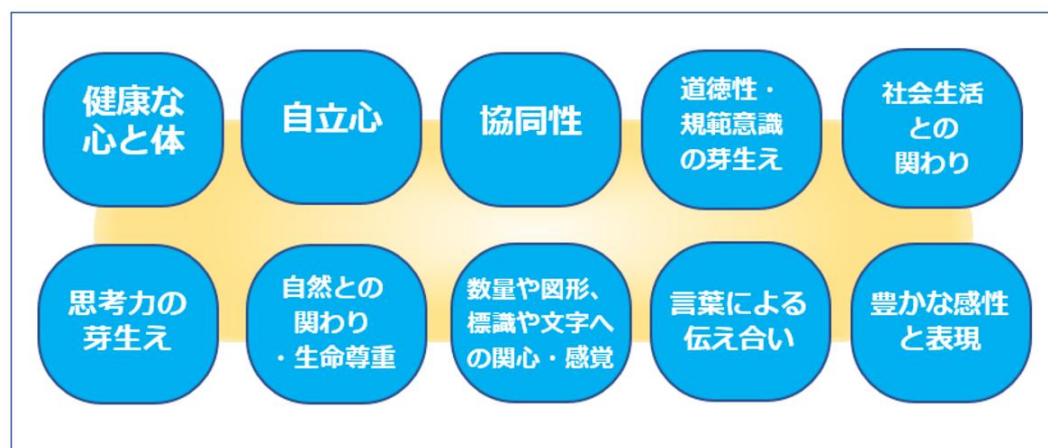 健康な
心と体
自立心
協同性
道徳性・
規範意識
の芽生え
社会生活
との
関わり
思考力の
芽生え
自然との
関わり
・生命尊重
数量や図形、
標識や文字へ
の関心・感覚
言葉による
伝え合い
豊かな感性
と表現